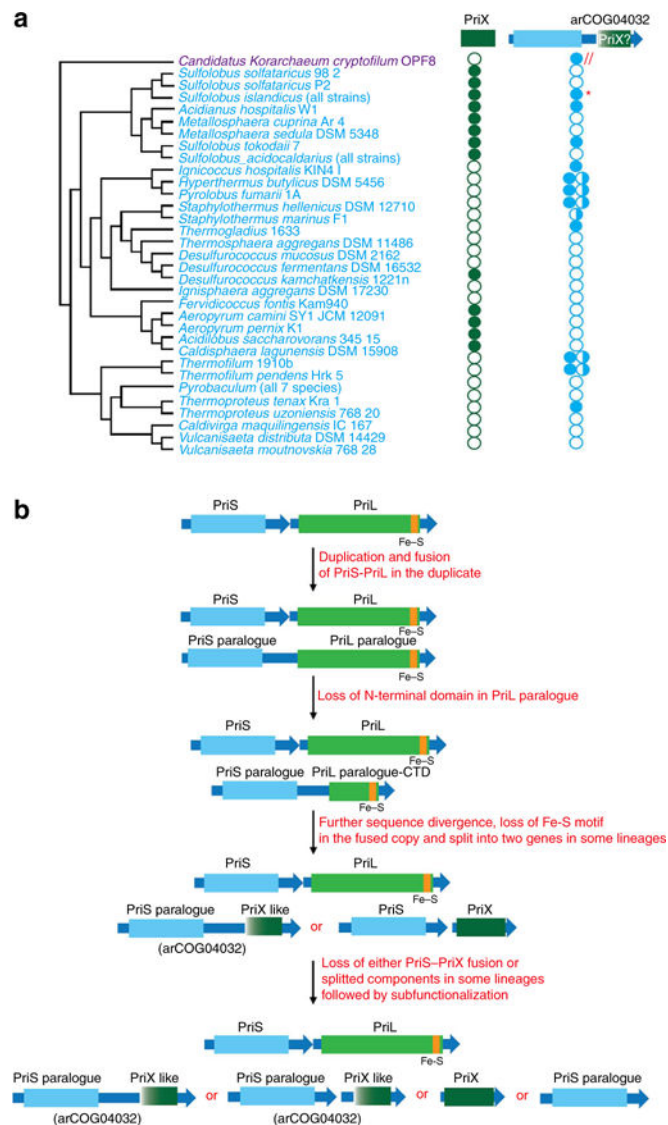 a
PriX
arCOG04032
PriX?
Candidatus Korarchaeum cryptofilum OPF8
//
Sulfolobus solfataricus 98 2
Sulfolobus solfataricus P2
Sulfolobus islandicus (all strains)
*
Acidianus hospitalis W1
Metallosphaera cuprina Ar 4
Metallosphaera sedula DSM 5348
Sulfolobus tokodaii 7
Sulfolobus_acidocaldarius (all strains)
Ignicoccus hospitalis KIN4 I
Hyperthermus butylicus DSM 5456
Pyrolobus fumarii 1A
Staphylothermus hellenicus DSM 12710
Staphylothermus marinus F1
Thermogladius 1633
Thermosphaera aggregans DSM 11486
Desulfurococcus mucosus DSM 2162
Desulfurococcus fermentans DSM 16532
Desulfurococcus kamchatkensis 1221n
Ignisphaera aggregans DSM 17230
Fervidicoccus fontis Kam940
Aeropyrum camini SY1 JCM 12091
Aeropyrum pernix K1
Acidilobus saccharovorans 345 15
Caldisphaera lagunensis DSM 15908
Thermofilum 1910b
Thermofilum pendens Hrk 5
Pyrobaculum (all 7 species)
Thermoproteus tenax Kra 1
Thermoproteus uzoniensis 768 20
Caldivirga maquilingensis IC 167
Vulcanisaeta distributa DSM 14429
Vulcanisaeta moutnovskia 768 28
b
PriS PriL
Fe–S
Duplication and fusion
of PriS-PriL in the duplicate
PriS PriL
Fe–S
PriS paralogue PriL paralogue
Fe–S
Loss of N-terminal domain in PriL paralogue
PriS PriL
Fe–S
PriS paralogue PriL paralogue-CTD
Fe–S
Further sequence divergence, loss of Fe-S motif
in the fused copy and split into two genes in some lineages
PriS PriL
Fe–S
PriS paralogue PriX like or PriS PriX
(arCOG04032)
Loss of either PriS–PriX fusion or
splitted components in some lineages
followed by subfunctionalization
PriS PriL
Fe-S
PriS paralogue PriX like or PriS paralogue PriX like or PriX or PriS paralogue
(arCOG04032) (arCOG04032)